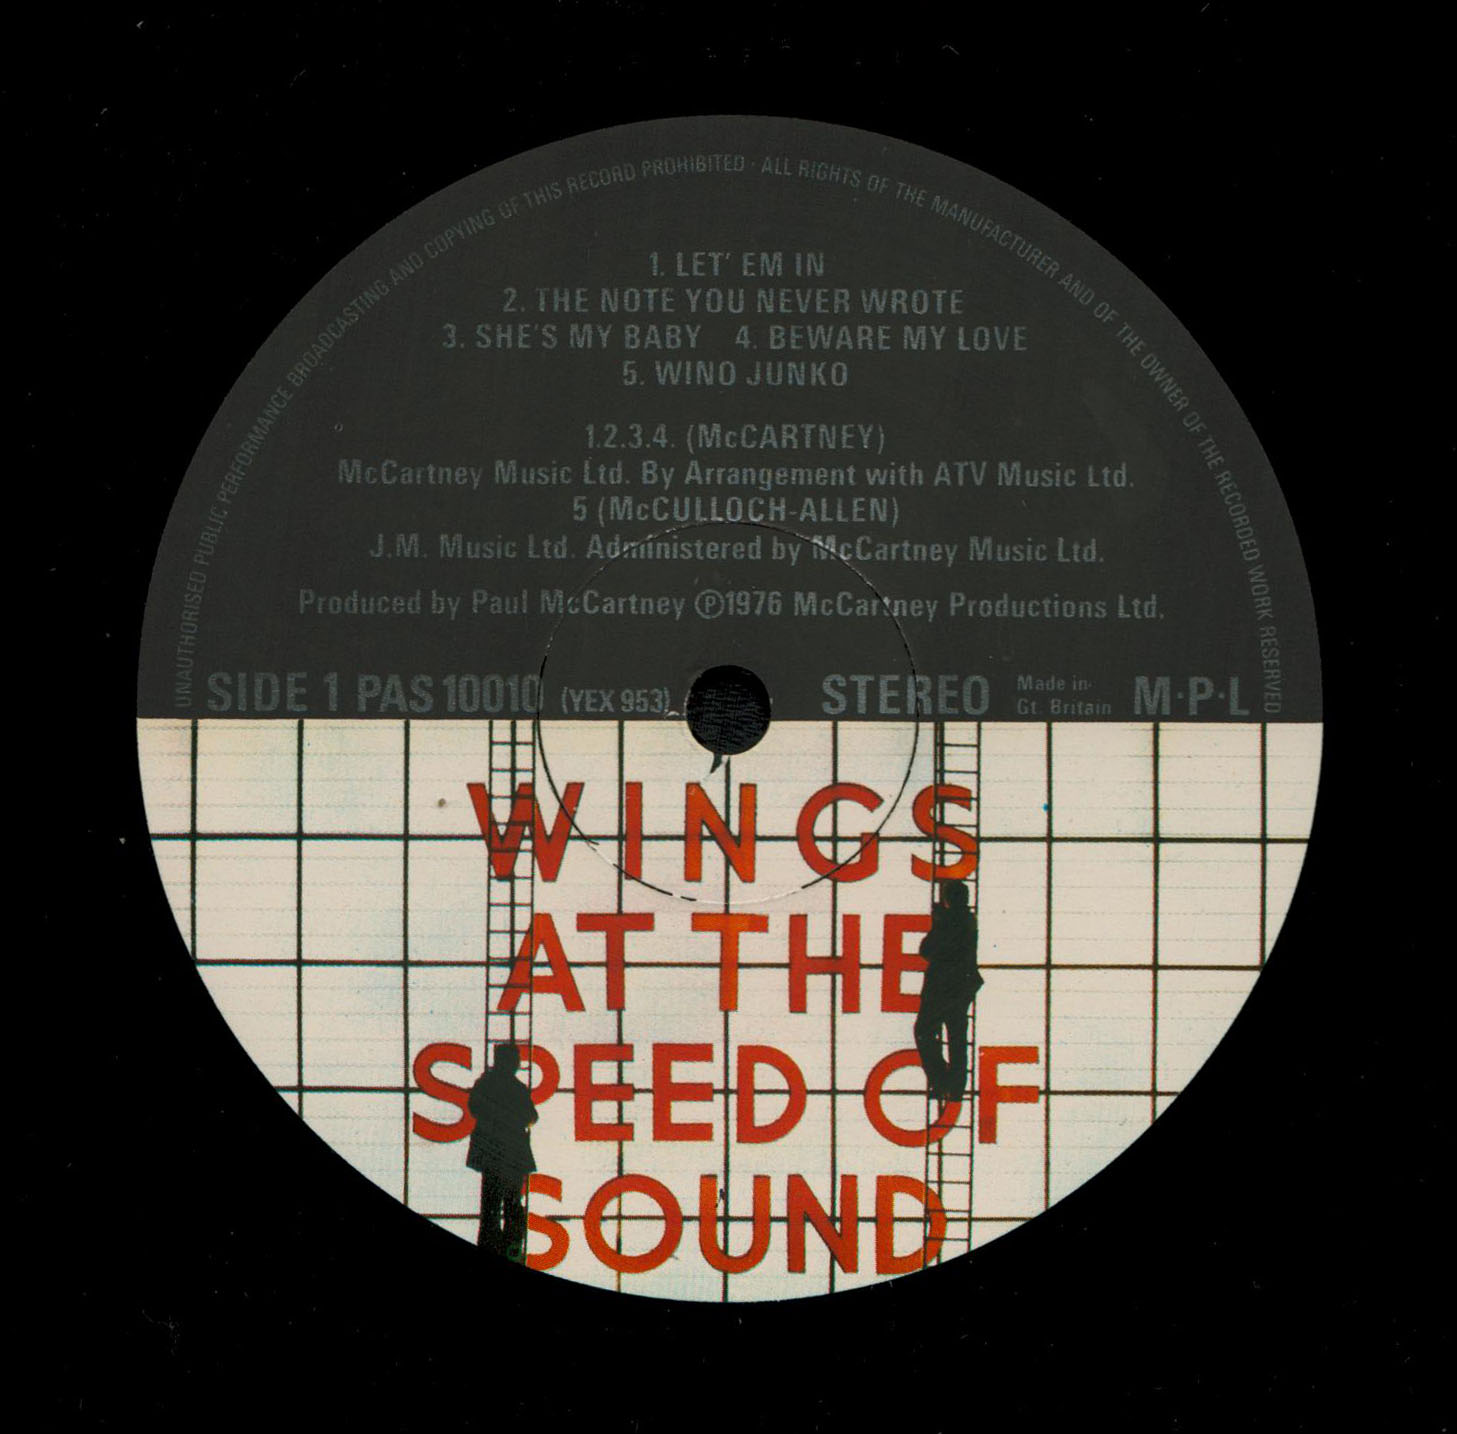 UNAUTHORISED PUBLIC PERFORMANCE BROADCASTING AND COPYING OF THIS RECORD PROHIBITED · ALL RIGHTS OF THE MANUFACTURER AND OF THE OWNER OF THE RECORDED WORK RESERVED
1. LET' EM IN
2. THE NOTE YOU NEVER WROTE
3. SHE'S MY BABY 4. BEWARE MY LOVE
5. WINO JUNKO
1.2.3.4. (McCARTNEY)
McCartney Music Ltd. By Arrangement with ATV Music Ltd.
5 (McCULLOCH-ALLEN)
J.M. Music Ltd. Administered by McCartney Music Ltd.
Produced by Paul McCartney ℗1976 McCartney Productions Ltd.
SIDE 1 PAS 10010 (YEX 953) STEREO Made in Gt. Britain M·P·L
WINGS
AT THE
SPEED OF
SOUND